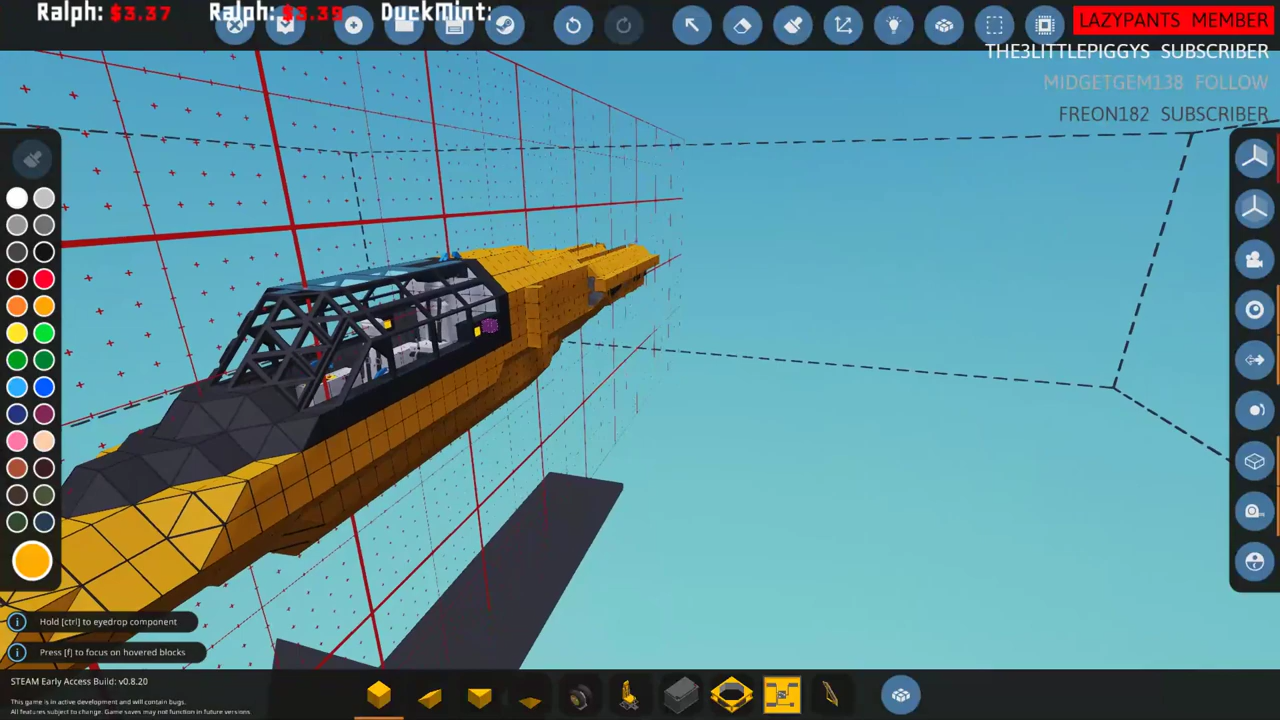 Ralph: $3.37 Ralph: $3.39 DuckMint:
LAZYPANTS MEMBER
THE3LITTLEPIGGYS SUBSCRIBER
MIDGETGEM138 FOLLOW
FREON182 SUBSCRIBER
Hold [ctrl] to eyedrop component
Press [f] to focus on hovered blocks
STEAM Early Access Build: v0.8.20
This game is in active development and will contain bugs.
All features subject to change. Game saves may not function in future versions.